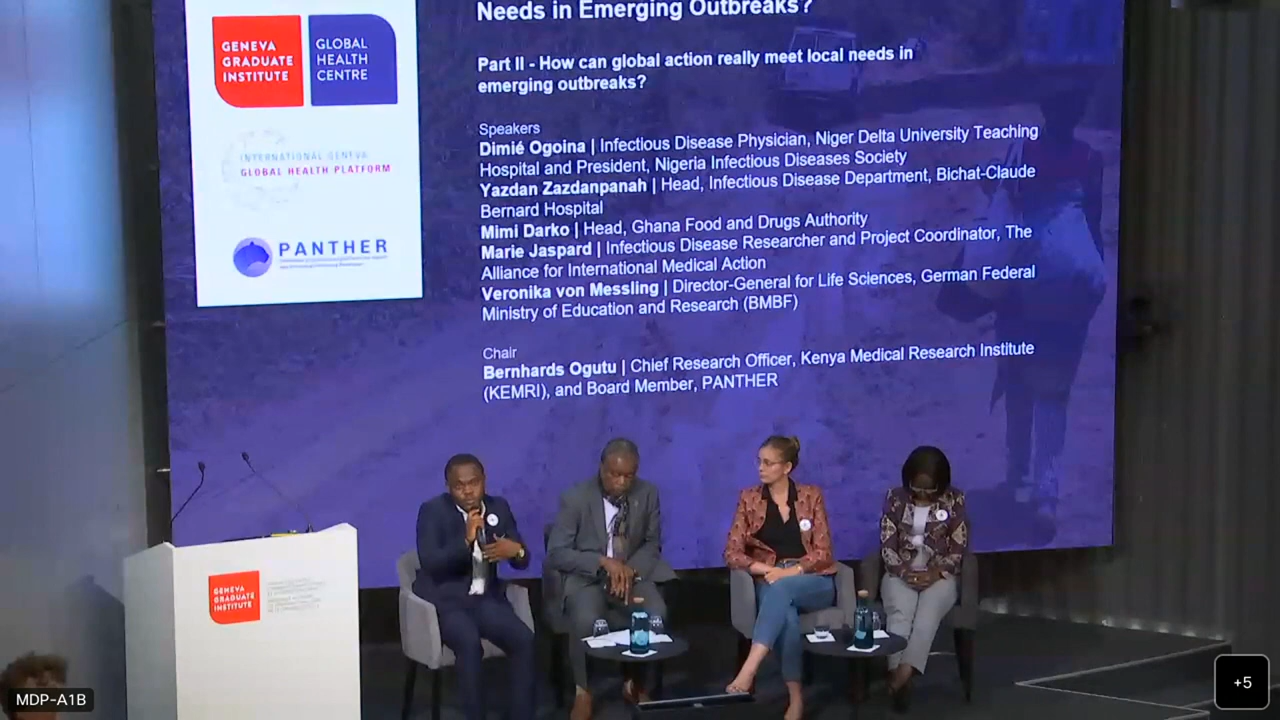 Needs in Emerging Outbreaks?
Part II - How can global action really meet local needs in
emerging outbreaks?
Speakers
Dimié Ogoina | Infectious Disease Physician, Niger Delta University Teaching
Hospital and President, Nigeria Infectious Diseases Society
Yazdan Yazdanpanah | Head, Infectious Disease Department, Bichat-Claude
Bernard Hospital
Mimi Darko | Head, Ghana Food and Drugs Authority
Marie Jaspard | Infectious Disease Researcher and Project Coordinator, The
Alliance for International Medical Action
Veronika von Messling | Director-General for Life Sciences, German Federal
Ministry of Education and Research (BMBF)
Chair
Bernhards Ogutu | Chief Research Officer, Kenya Medical Research Institute
(KEMRI), and Board Member, PANTHER
GENEVA
GRADUATE
INSTITUTE
GLOBAL
HEALTH
CENTRE
INTERNATIONAL GENEVA
GLOBAL HEALTH PLATFORM
PANTHER
GENEVA
GRADUATE
INSTITUTE
MDP-A1B
+5